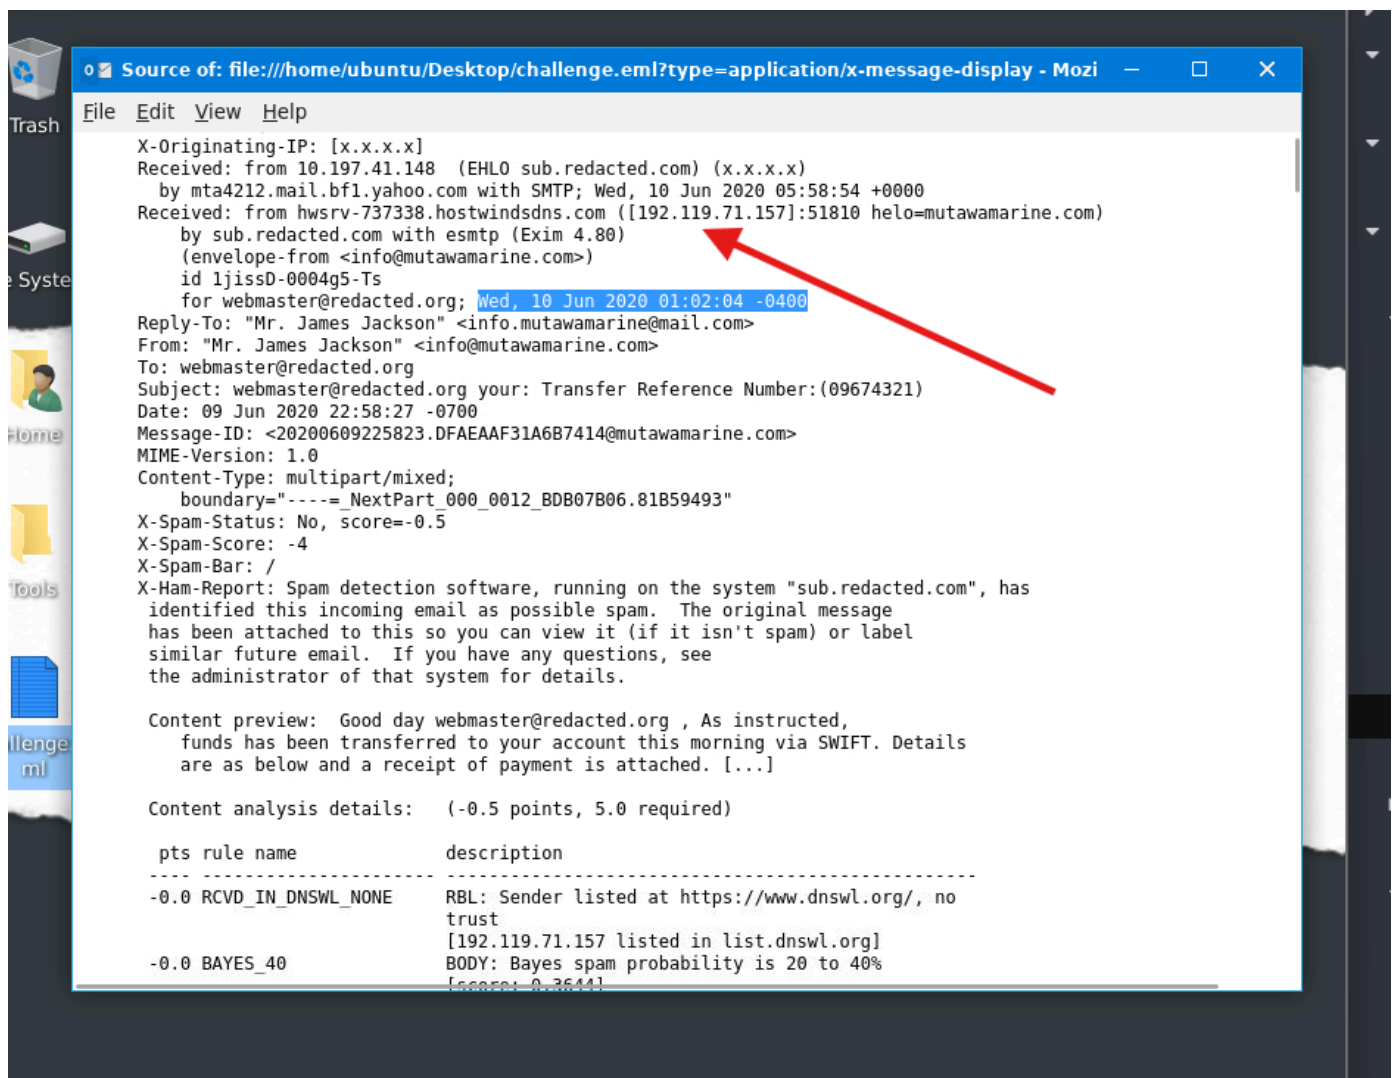 Trash
e Syste
Home
Tools
llenge
ml
Source of: file:///home/ubuntu/Desktop/challenge.eml?type=application/x-message-display - Mozi
File Edit View Help
X-Originating-IP: [x.x.x.x]
Received: from 10.197.41.148  (EHLO sub.redacted.com) (x.x.x.x)
by mta4212.mail.bf1.yahoo.com with SMTP; Wed, 10 Jun 2020 05:58:54 +0000
Received: from hwsrv-737338.hostwindsdns.com ([192.119.71.157]:51810 helo=mutawamarine.com)
by sub.redacted.com with esmtp (Exim 4.80)
(envelope-from <info@mutawamarine.com>)
id 1jissD-0004g5-Ts
for webmaster@redacted.org; Wed, 10 Jun 2020 01:02:04 -0400
Reply-To: "Mr. James Jackson" <info.mutawamarine@mail.com>
From: "Mr. James Jackson" <info@mutawamarine.com>
To: webmaster@redacted.org
Subject: webmaster@redacted.org your: Transfer Reference Number:(09674321)
Date: 09 Jun 2020 22:58:27 -0700
Message-ID: <20200609225823.DFAEAAF31A6B7414@mutawamarine.com>
MIME-Version: 1.0
Content-Type: multipart/mixed;
boundary="----=_NextPart_000_0012_BDB07B06.81B59493"
X-Spam-Status: No, score=-0.5
X-Spam-Score: -4
X-Spam-Bar: /
X-Ham-Report: Spam detection software, running on the system "sub.redacted.com", has
identified this incoming email as possible spam.  The original message
has been attached to this so you can view it (if it isn't spam) or label
similar future email.  If you have any questions, see
the administrator of that system for details.
Content preview:  Good day webmaster@redacted.org , As instructed,
funds has been transferred to your account this morning via SWIFT. Details
are as below and a receipt of payment is attached. [...]
Content analysis details:   (-0.5 points, 5.0 required)
pts rule name              description
---- ---------------------- --------------------------------------------------
-0.0 RCVD_IN_DNSWL_NONE     RBL: Sender listed at https://www.dnswl.org/, no
trust
[192.119.71.157 listed in list.dnswl.org]
-0.0 BAYES_40               BODY: Bayes spam probability is 20 to 40%
[score: 0.3644]